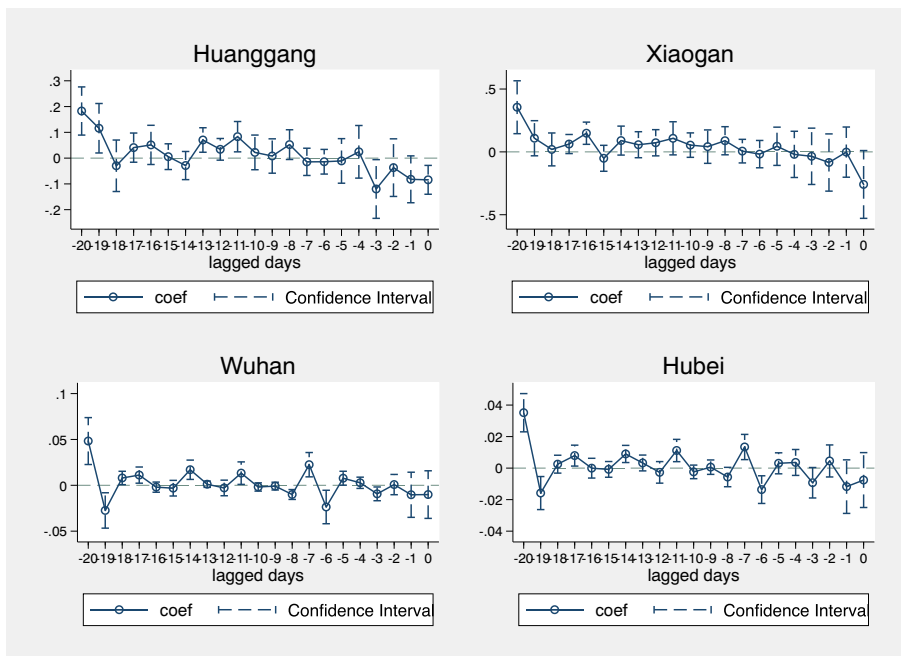 Huanggang
.3
.2
.1
0
-.1
-.2
-20 -19 -18 -17 -16 -15 -14 -13 -12 -11 -10 -9 -8 -7 -6 -5 -4 -3 -2 -1 0
lagged days
coef Confidence Interval
Xiaogan
.5
0
-.5
-20 -19 -18 -17 -16 -15 -14 -13 -12 -11 -10 -9 -8 -7 -6 -5 -4 -3 -2 -1 0
lagged days
coef Confidence Interval
Wuhan
.1
.05
0
-.05
-20 -19 -18 -17 -16 -15 -14 -13 -12 -11 -10 -9 -8 -7 -6 -5 -4 -3 -2 -1 0
lagged days
coef Confidence Interval
Hubei
.04
.02
0
-.02
-.04
-20 -19 -18 -17 -16 -15 -14 -13 -12 -11 -10 -9 -8 -7 -6 -5 -4 -3 -2 -1 0
lagged days
coef Confidence Interval